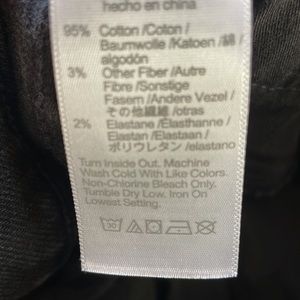 hecho en china
95% Cotton /Coton /
Baumwolle /Katoen /綿 /
algodón
3% Other Fiber /Autre
Fibre /Sonstige
Fasern /Andere Vezel /
その他繊維 /otras
2% Elastane /Elasthanne /
Elastan /Elastaan /
ポリウレタン /elastano
Turn Inside Out. Machine
Wash Cold With Like Colors.
Non-Chlorine Bleach Only.
Tumble Dry Low. Iron On
Lowest Setting.
30